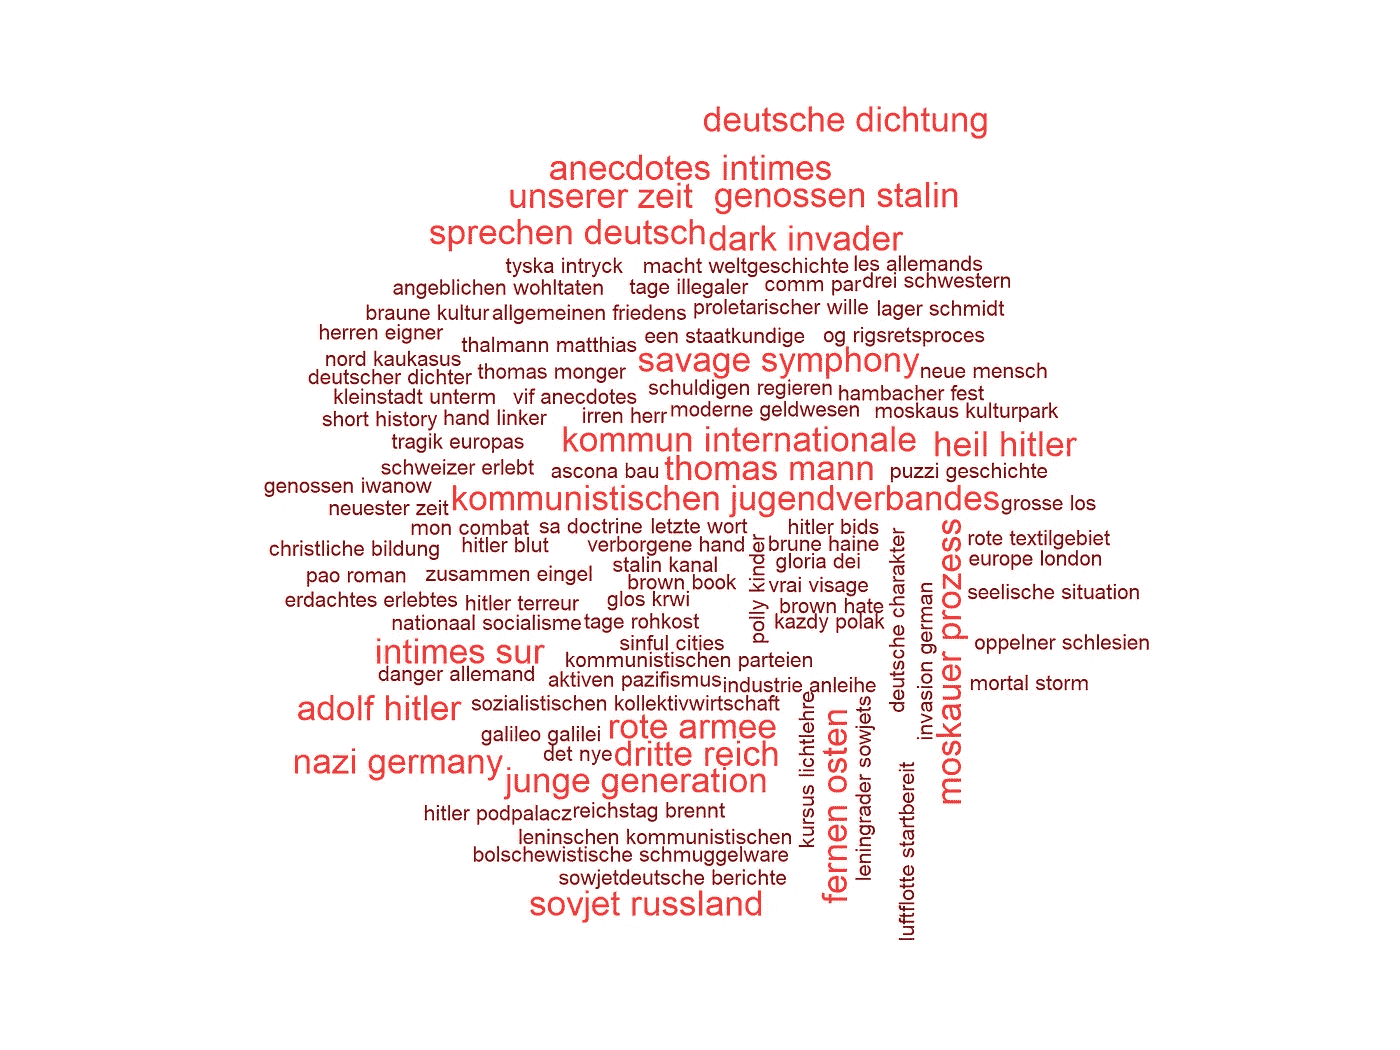 deutsche dichtung
anecdotes intimes
unserer zeit
genossen stalin
sprechen deutsch
dark invader
tyska intryck
macht weltgeschichte
les allemands
angeblichen wohltaten
tage illegaler
comm par
drei schwestern
braune kultur
allgemeinen friedens
proletarischer wille
lager schmidt
herren eigner
thalmann matthias
een staatkundige
og rigsretsproces
nord kaukasus
savage symphony
neue mensch
deutscher dichter
thomas monger
schuldigen regieren
hambacher fest
kleinstadt unterm
vif anecdotes
short history
hand linker
irren herr
moderne geldwesen
moskaus kulturpark
tragik europas
kommun internationale
heil hitler
schweizer erlebt
ascona bau
thomas mann
puzzi geschichte
genossen iwanow
neuester zeit
kommunistischen jugendverbandes
grosse los
mon combat
sa doctrine
letzte wort
hitler bids
christliche bildung
hitler blut
verborgene hand
polly kinder
brune haine
deutsche charakter
moskauer prozess
rote textilgebiet
europe london
pao roman
zusammen eingel
stalin kanal
gloria dei
brown book
vrai visage
invasion german
seelische situation
erdachtes erlebtes
hitler terreur
glos krwi
brown hate
nationaal socialisme
tage rohkost
kazdy polak
sinful cities
oppelner schlesien
intimes sur
kommunistischen parteien
danger allemand
aktiven pazifismus
industrie anleihe
mortal storm
adolf hitler
sozialistischen kollektivwirtschaft
kursus lichtlehre
fernen osten
leningrader sowjets
galileo galilei
rote armee
nazi germany
det nye
dritte reich
junge generation
luftflotte startbereit
hitler podpalacz
reichstag brennt
leninschen kommunistischen
bolschewistische schmuggelware
sowjetdeutsche berichte
sovjet russland